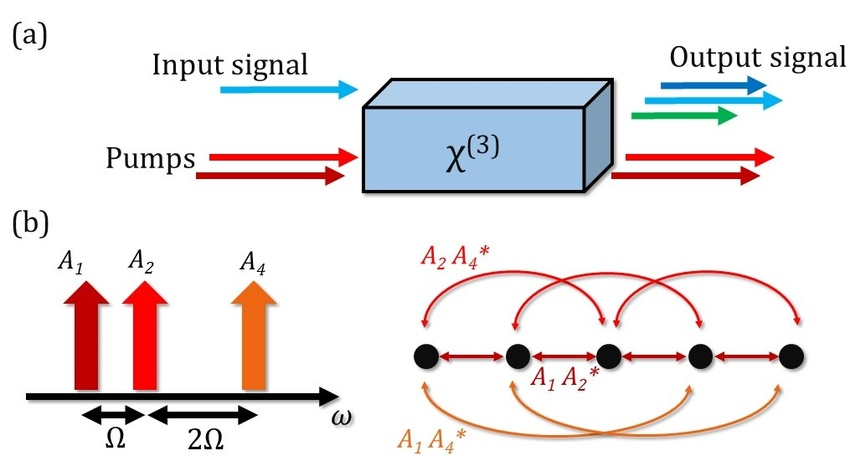 (a)
Input signal
Output signal
Pumps
χ(3)
(b)
A1 A2 A4
A2 A4*
A1 A2*
ω
Ω 2Ω
A1 A4*